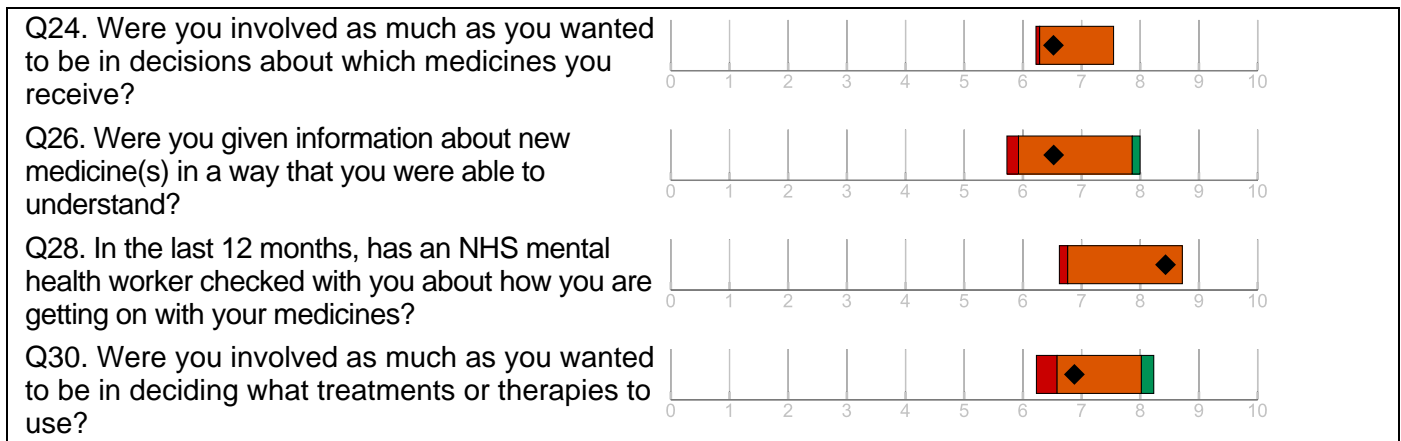 Q24. Were you involved as much as you wanted
to be in decisions about which medicines you
receive?
0 1 2 3 4 5 6 7 8 9 10
Q26. Were you given information about new
medicine(s) in a way that you were able to
understand?
0 1 2 3 4 5 6 7 8 9 10
Q28. In the last 12 months, has an NHS mental
health worker checked with you about how you are
getting on with your medicines?
0 1 2 3 4 5 6 7 8 9 10
Q30. Were you involved as much as you wanted
to be in deciding what treatments or therapies to
use?
0 1 2 3 4 5 6 7 8 9 10